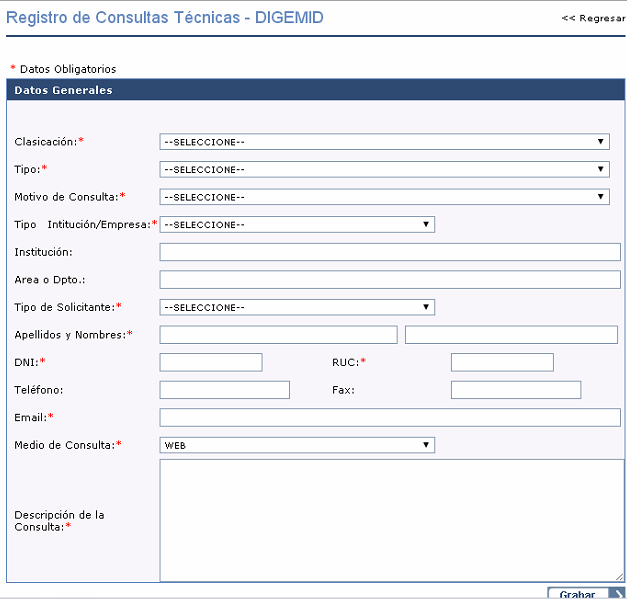 Registro de Consultas Técnicas - DIGEMID
<< Regresar
* Datos Obligatorios
Datos Generales
Clasicación:* --SELECCIONE--
Tipo:* --SELECCIONE--
Motivo de Consulta:* --SELECCIONE--
Tipo Intitución/Empresa:* --SELECCIONE--
Institución:
Area o Dpto.:
Tipo de Solicitante:* --SELECCIONE--
Apellidos y Nombres:*
DNI:* RUC:*
Teléfono: Fax:
Email:*
Medio de Consulta:* WEB
Descripción de la
Consulta:*
Grabar